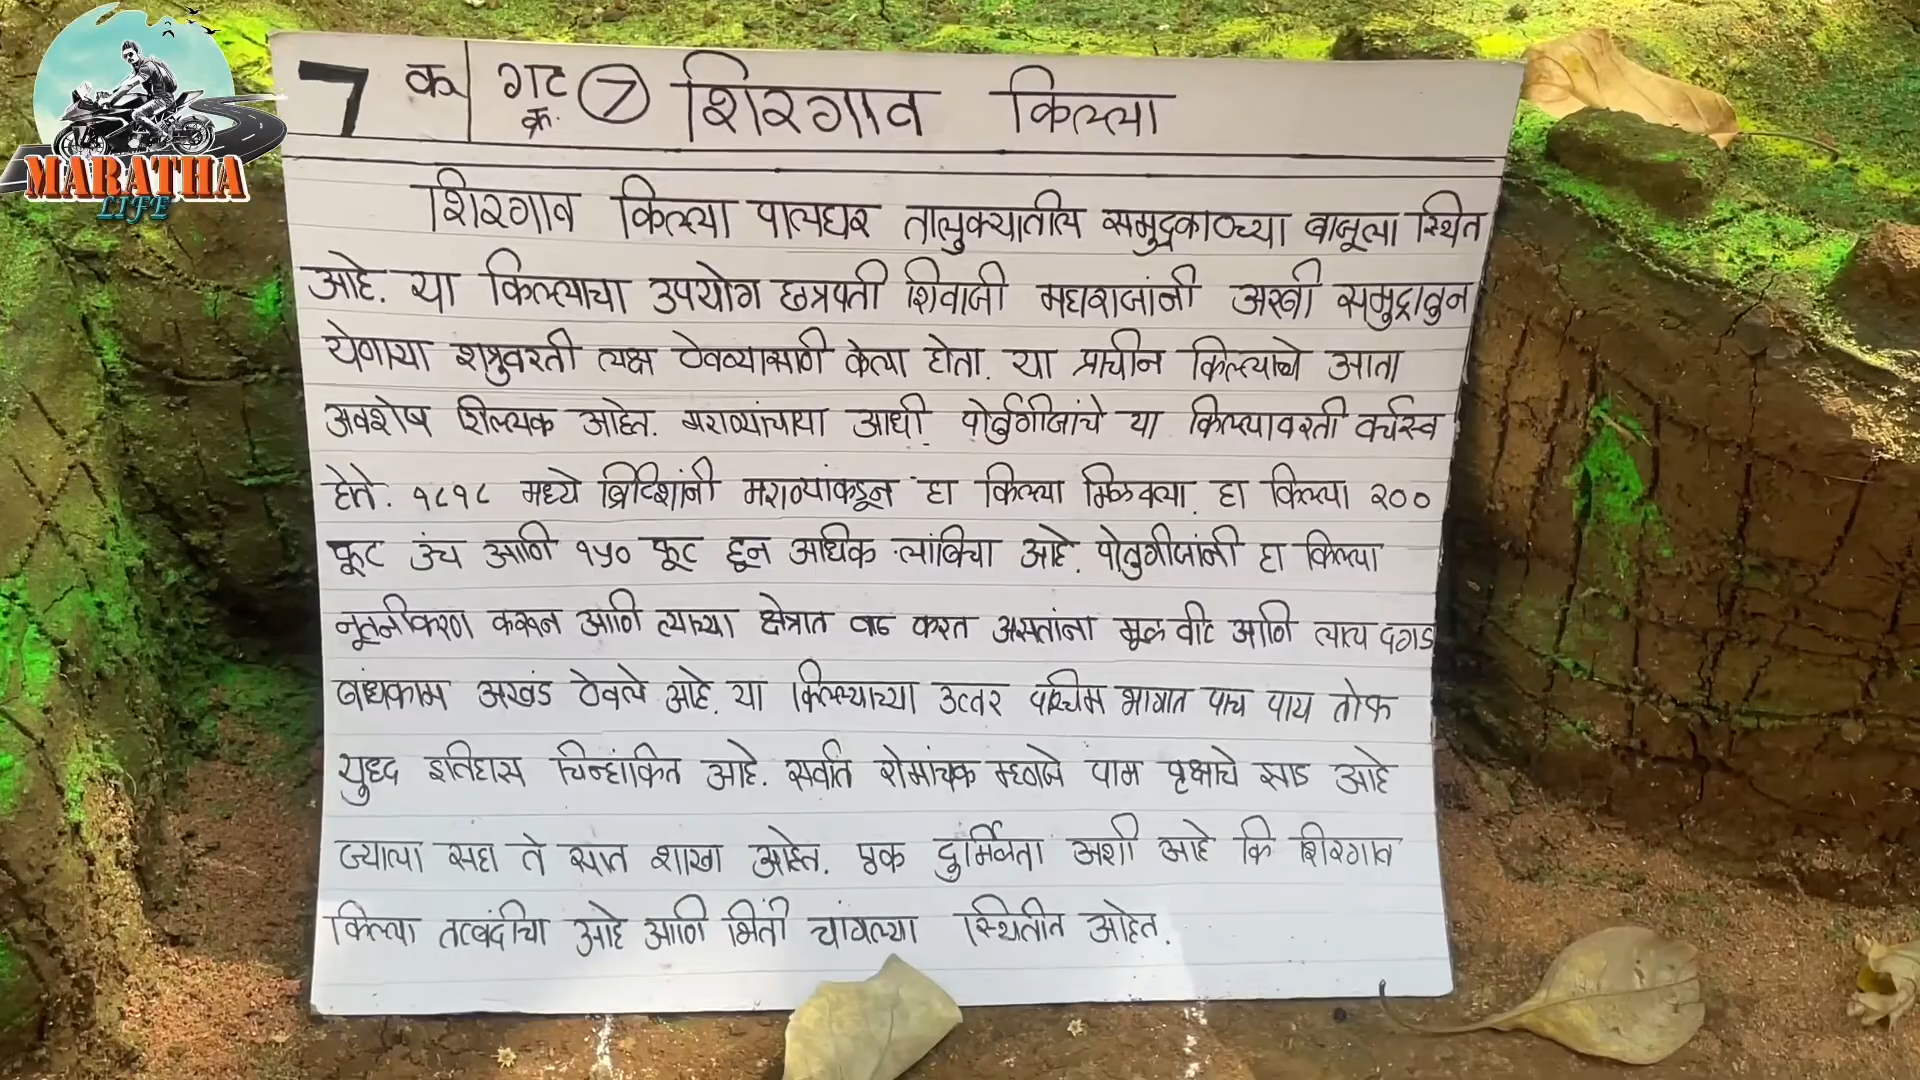 MARATHA
LIFE
7 क गट क्र. 7 शिरगाव किल्ला
शिरगाव किल्ला पालघर तालुक्यातील समुद्रकाठच्या बाजूला स्थित
आहे. या किल्ल्याचा उपयोग छत्रपती शिवाजी महाराजांनी अरबी समुद्रातुन
येणाऱ्या शत्रुवरती लक्ष ठेवण्यासाठी केला होता. या प्राचीन किल्ल्याचे आता
अवशेष शिल्लक आहेत. मराठ्यांच्या आधी पोर्तुगीजांचे या किल्ल्यावरती वर्चस्व
होते. १८१८ मध्ये ब्रिटिशांनी मराठ्यांकडून हा किल्ला मिळवला. हा किल्ला २००
फूट उंच आणि १५० फूट हून अधिक लांबिचा आहे. पोतुगीजांनी हा किल्ला
नूतनीकरण करून आणि त्याच्या क्षेत्रात वाढ करत असतांना मूळ वीट आणि लाल दगड
बांधकाम अखंड ठेवले आहे. या किल्ल्याच्या उत्तर पश्चिम भागात पाच पाय तोफ
युध्द इतिहास चिन्हांकित आहे. सर्वात रोमांचक म्हणजे पाम वृक्षाचे झाड आहे
ज्याला सहा ते सात शाखा आहेत. एक दुर्मिळता अशी आहे कि शिरगाव
किल्ला तटबंदीचा आहे आणि भिंती चांगल्या स्थितीत आहेत.